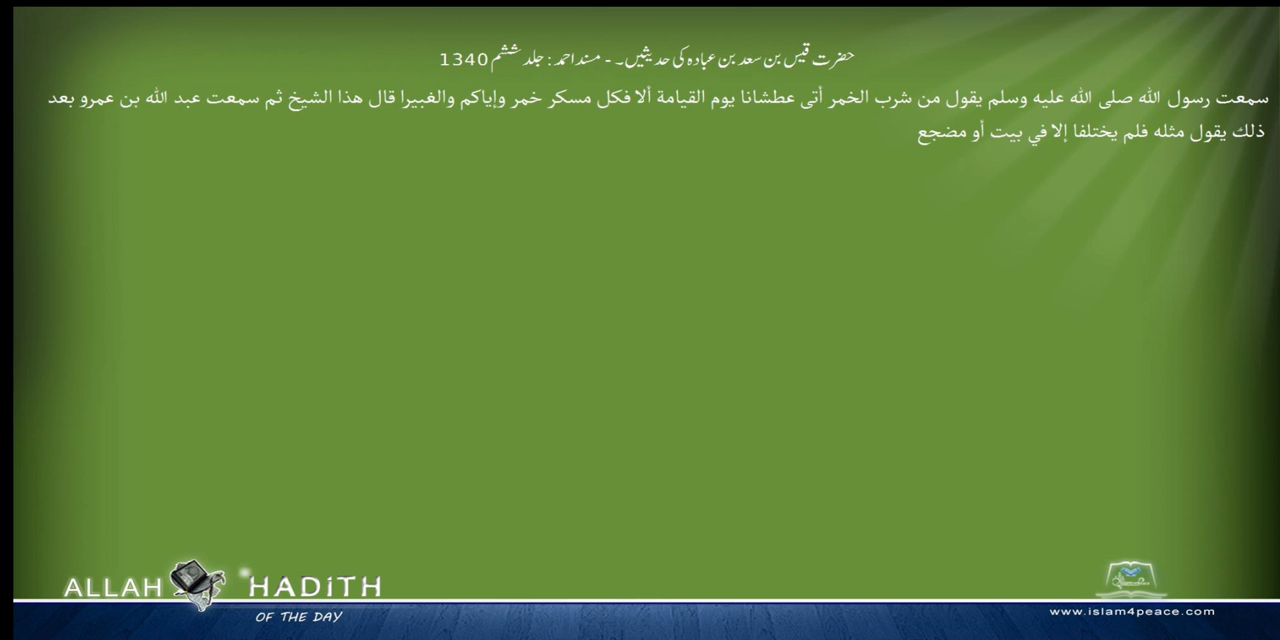 حضرت قیس بن سعد بن عبادہ کی حدیثیں۔ - مسند احمد : جلد ششم 1340
سمعت رسول الله صلى الله عليه وسلم يقول من شرب الخمر أتى عطشانا يوم القيامة ألا فكل مسكر خمر وإياكم والغبيرا قال هذا الشيخ ثم سمعت عبد الله بن عمرو بعد
ذلك يقول مثله فلم يختلفا إلا في بيت أو مضجع
ALLAH HADiTH
OF THE DAY
www.islam4peace.com